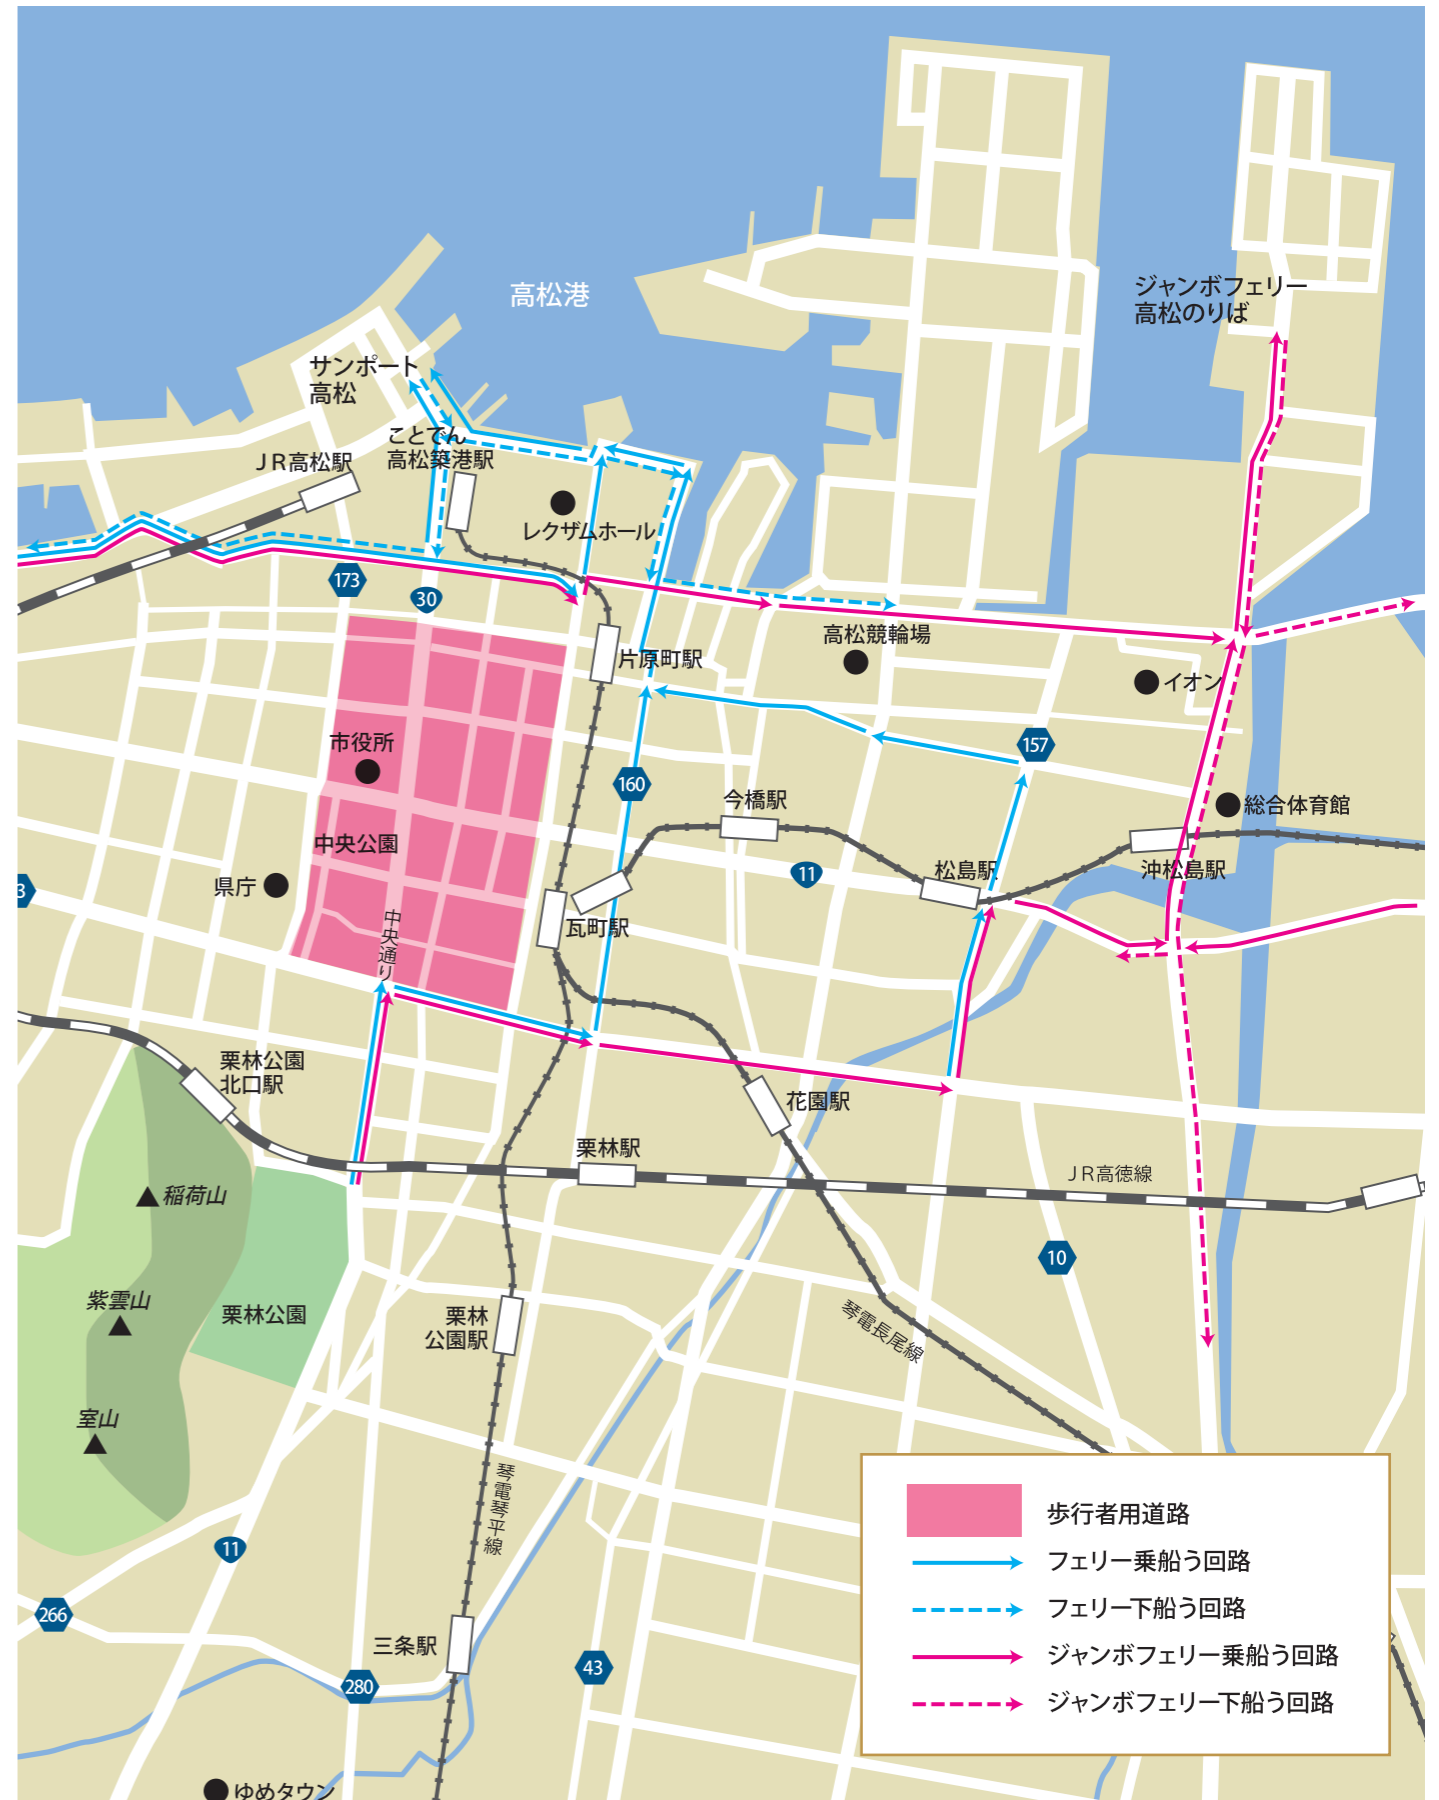 高松港
ジャンボフェリー
高松のりば
サンポート
高松
ことでん
高松築港駅
JR高松駅
レクザムホール
173
30
高松競輪場
片原町駅
イオン
市役所
157
160
今橋駅
総合体育館
中央公園
11
松島駅
沖松島駅
県庁
3
中央通り
瓦町駅
栗林公園
北口駅
花園駅
栗林駅
JR高徳線
稲荷山
10
紫雲山
栗林公園
栗林
公園駅
琴電長尾線
室山
琴電琴平線
11
266
三条駅
43
280
ゆめタウン
歩行者用道路
フェリー乗船う回路
フェリー下船う回路
ジャンボフェリー乗船う回路
ジャンボフェリー下船う回路